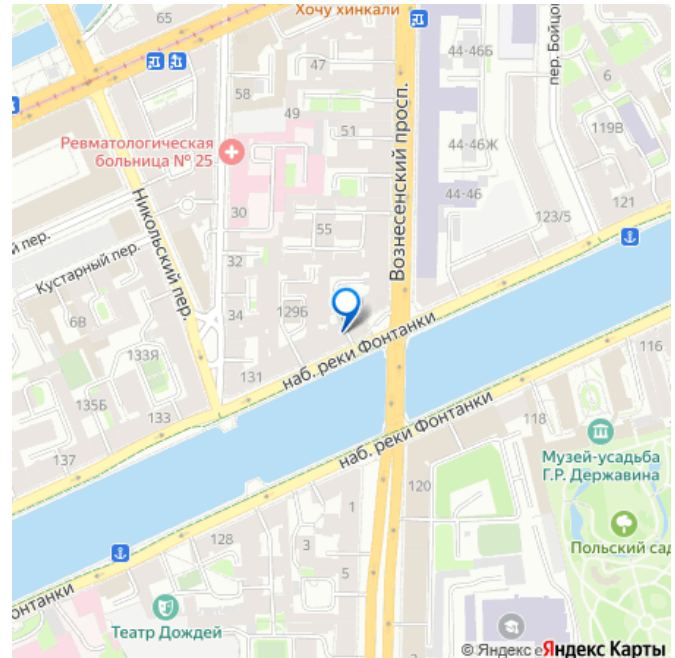 65
Хочу хинкали
44-46Б
пер. Бойцов
47
6
58
49
119В
51
Ревматологическая
больница № 25
44-46Ж
Вознесенский просп.
44-46
121
30
123/5
Никольский пер.
55
й пер.
32
Кустарный пер.
34
129Б
6В
133Я
наб. реки Фонтанки
116
131
135Б
133
118
137
наб. реки Фонтанки
Музей-усадьба
Г.Р. Державина
120
1
128
3
Польский сад
5
онтанки
Театр Дождей
© Яндекс
Яндекс Карты